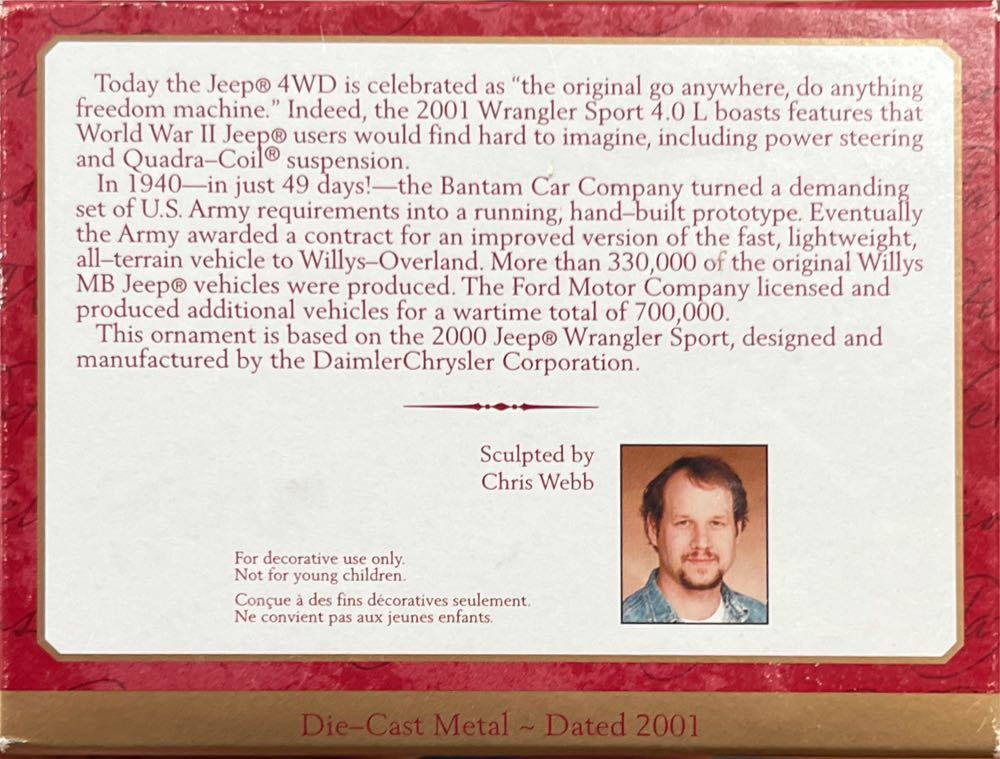 Today the Jeep® 4WD is celebrated as “the original go anywhere, do anything
freedom machine.” Indeed, the 2001 Wrangler Sport 4.0 L boasts features that
World War II Jeep® users would find hard to imagine, including power steering
and Quadra–Coil® suspension.
In 1940—in just 49 days!—the Bantam Car Company turned a demanding
set of U.S. Army requirements into a running, hand–built prototype. Eventually
the Army awarded a contract for an improved version of the fast, lightweight,
all–terrain vehicle to Willys–Overland. More than 330,000 of the original Willys
MB Jeep® vehicles were produced. The Ford Motor Company licensed and
produced additional vehicles for a wartime total of 700,000.
This ornament is based on the 2000 Jeep® Wrangler Sport, designed and
manufactured by the DaimlerChrysler Corporation.
Sculpted by
Chris Webb
For decorative use only.
Not for young children.
Conçue à des fins décoratives seulement.
Ne convient pas aux jeunes enfants.
Die–Cast Metal ~ Dated 2001